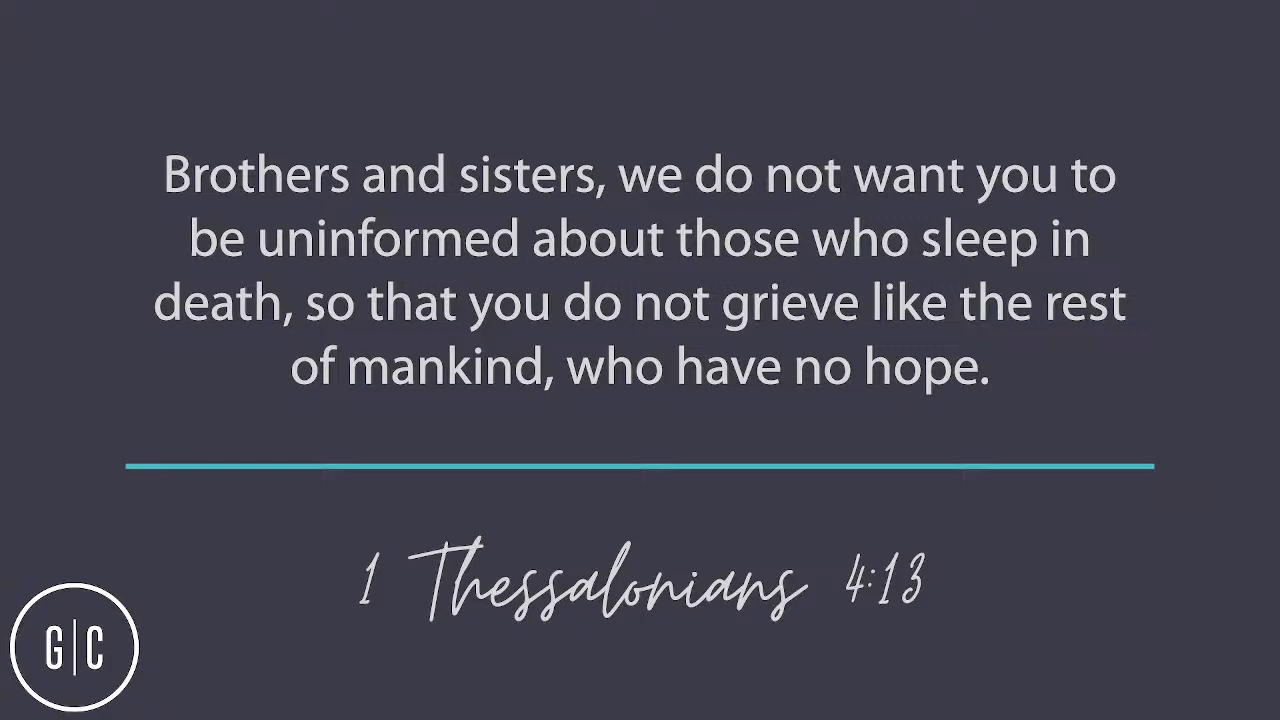 Brothers and sisters, we do not want you to
be uninformed about those who sleep in
death, so that you do not grieve like the rest
of mankind, who have no hope.
1 Thessalonians 4:13
G|C